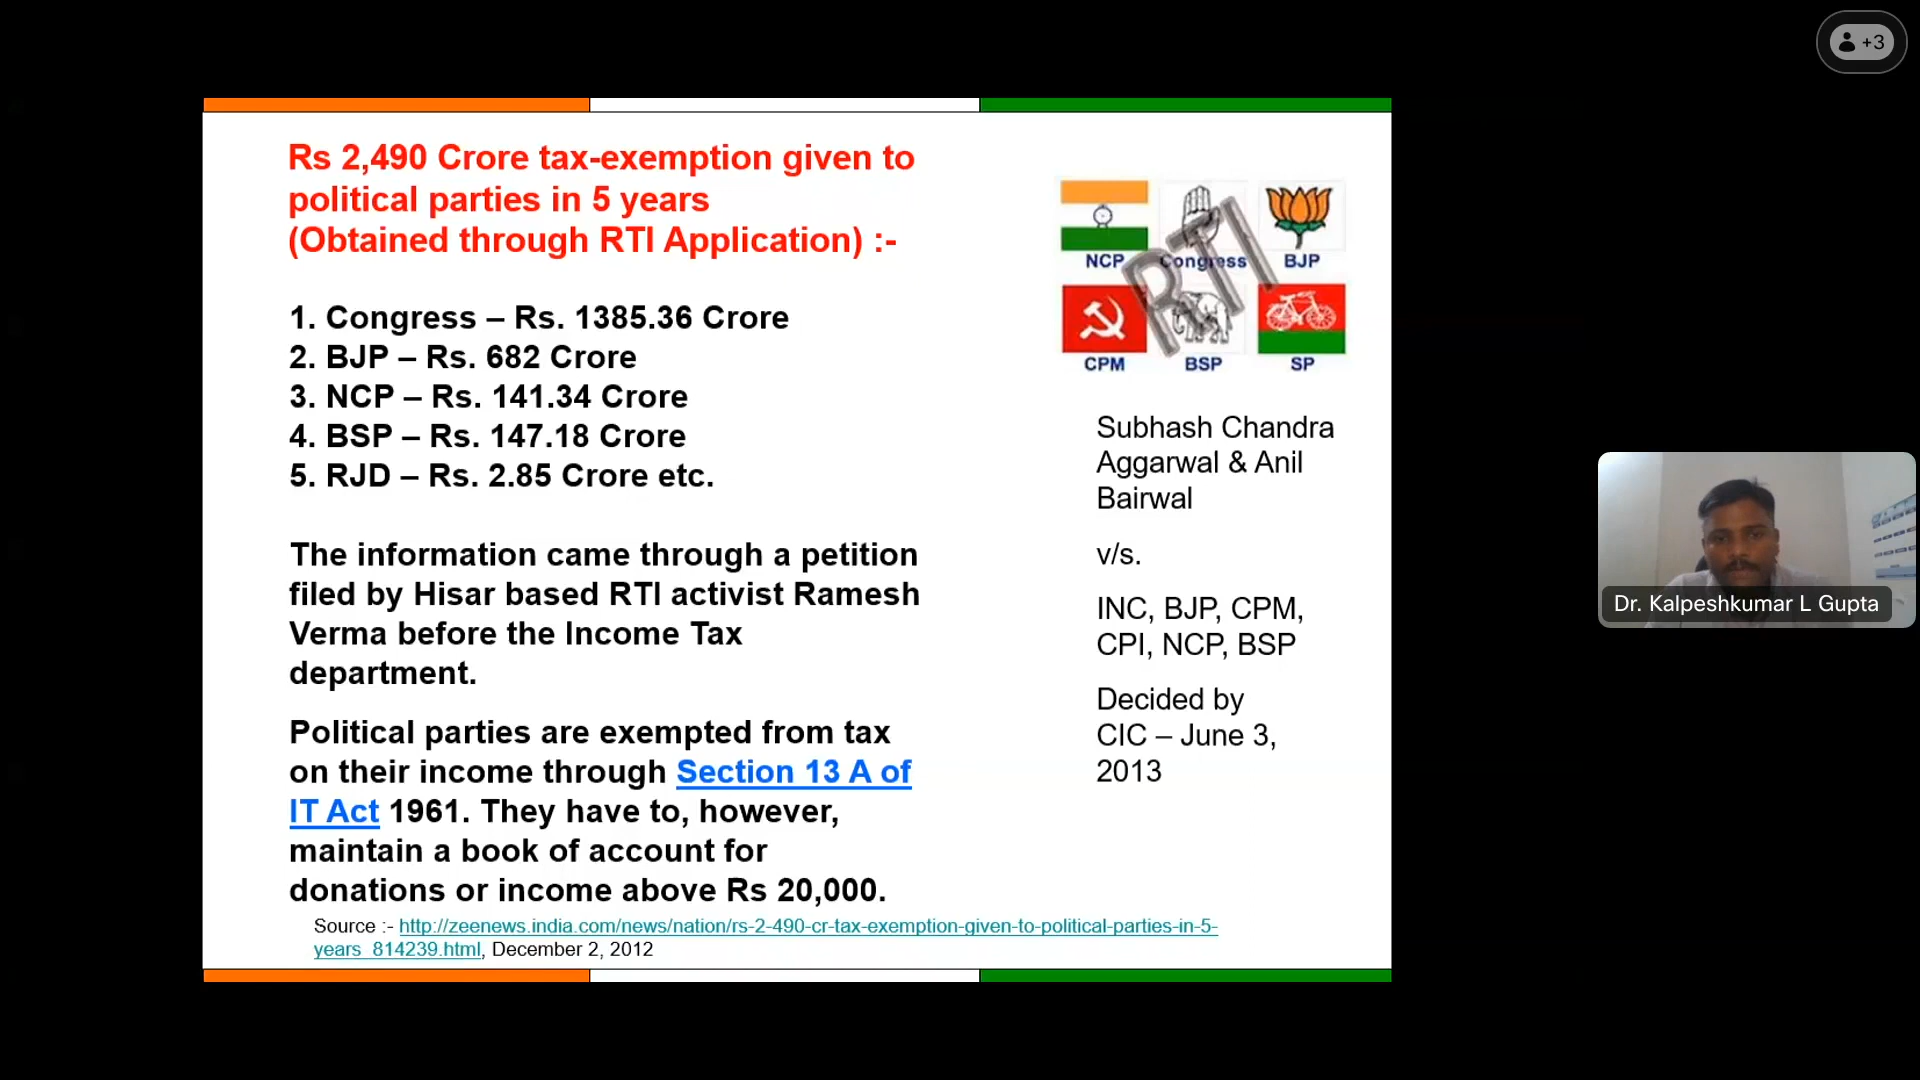 +3
Rs 2,490 Crore tax-exemption given to
political parties in 5 years
(Obtained through RTI Application) :-
1. Congress – Rs. 1385.36 Crore
2. BJP – Rs. 682 Crore
3. NCP – Rs. 141.34 Crore
4. BSP – Rs. 147.18 Crore
5. RJD – Rs. 2.85 Crore etc.
The information came through a petition
filed by Hisar based RTI activist Ramesh
Verma before the Income Tax
department.
Political parties are exempted from tax
on their income through Section 13 A of
IT Act 1961. They have to, however,
maintain a book of account for
donations or income above Rs 20,000.
Source :- http://zeenews.india.com/news/nation/rs-2-490-cr-tax-exemption-given-to-political-parties-in-5-
years_814239.html, December 2, 2012
NCP Congress BJP
RTI
CPM BSP SP
Subhash Chandra
Aggarwal & Anil
Bairwal
v/s.
INC, BJP, CPM,
CPI, NCP, BSP
Decided by
CIC – June 3,
2013
Dr. Kalpeshkumar L Gupta